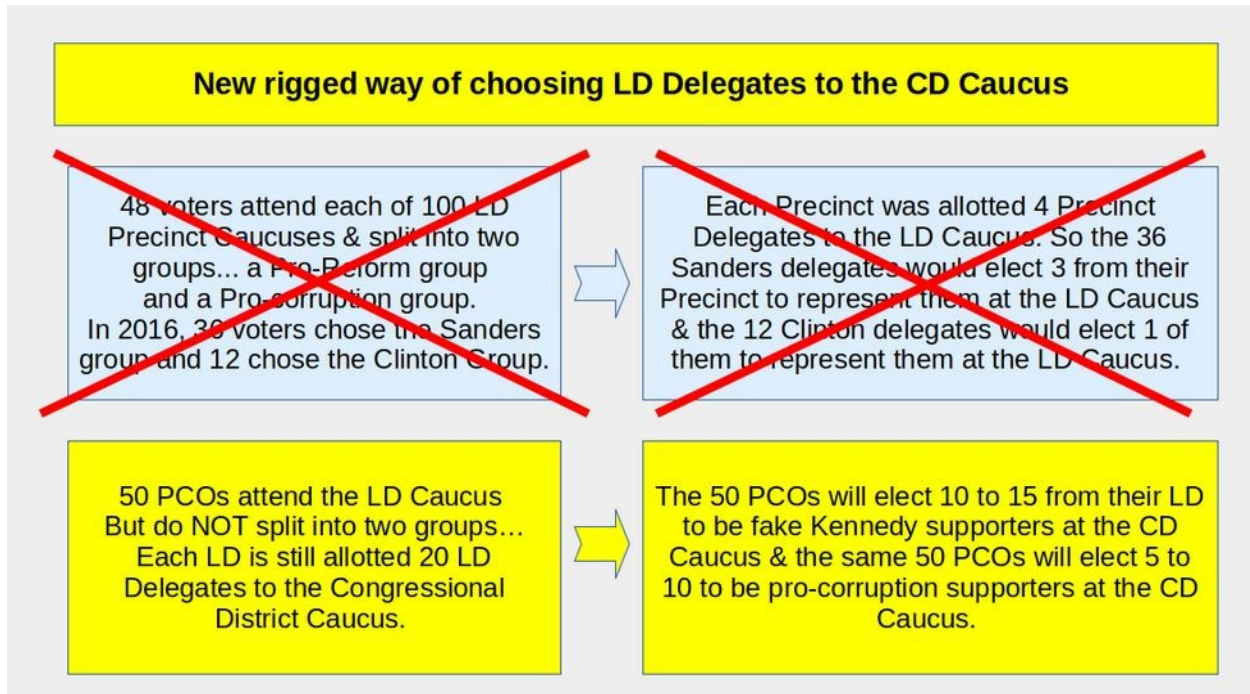 New rigged way of choosing LD Delegates to the CD Caucus
48 voters attend each of 100 LD
Precinct Caucuses & split into two
groups... a Pro-Reform group
and a Pro-corruption group.
In 2016, 36 voters chose the Sanders
group and 12 chose the Clinton Group.
Each Precinct was allotted 4 Precinct
Delegates to the LD Caucus. So the 36
Sanders delegates would elect 3 from their
Precinct to represent them at the LD Caucus
& the 12 Clinton delegates would elect 1 of
them to represent them at the LD Caucus.
50 PCOs attend the LD Caucus
But do NOT split into two groups…
Each LD is still allotted 20 LD
Delegates to the Congressional
District Caucus.
The 50 PCOs will elect 10 to 15 from their LD
to be fake Kennedy supporters at the CD
Caucus & the same 50 PCOs will elect 5 to
10 to be pro-corruption supporters at the CD
Caucus.